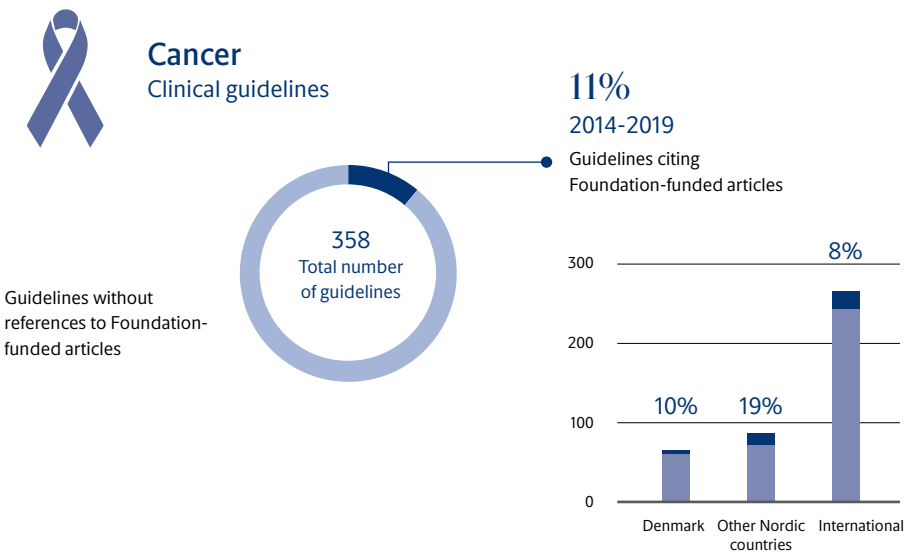 Cancer
Clinical guidelines
11%
2014-2019
Guidelines citing
Foundation-funded articles
358
Total number
of guidelines
Guidelines without
references to Foundation-
funded articles
300
200
100
0
10%
19%
8%
Denmark
Other Nordic
countries
International